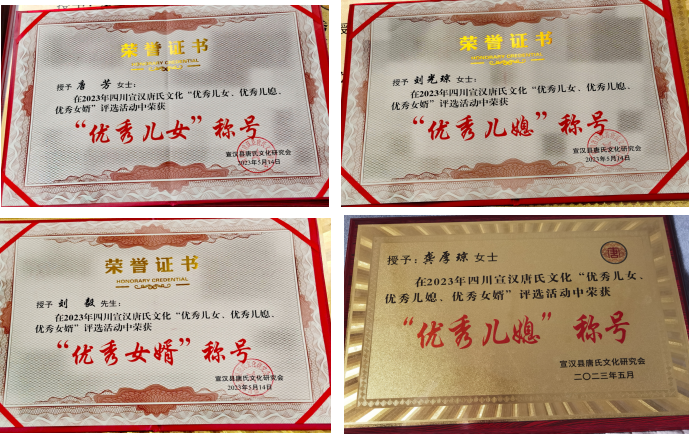 荣誉证书
HONORARY CREDENTIAL
授予 唐 芳 女士:
在2023年四川宣汉唐氏文化“优秀儿女、优秀儿媳、
优秀女婿”评选活动中荣获
“优秀儿女”称号
宣汉县唐氏文化研究会
2023年5月14日
荣誉证书
HONORARY CREDENTIAL
授予 刘光琼 女士:
在2023年四川宣汉唐氏文化“优秀儿女、优秀儿媳、
优秀女婿”评选活动中荣获
“优秀儿媳”称号
宣汉县唐氏文化研究会
2023年5月14日
荣誉证书
HONORARY CREDENTIAL
授予 刘 毅 先生:
在2023年四川宣汉唐氏文化“优秀儿女、优秀儿媳、
优秀女婿”评选活动中荣获
“优秀女婿”称号
宣汉县唐氏文化研究会
2023年5月14日
唐
授予:龚厚琼 女士
在2023年四川宣汉唐氏文化“优秀儿女、
优秀儿媳、优秀女婿”评选活动中荣获
“优秀儿媳”称号
宣汉县唐氏文化研究会
二〇二三年五月